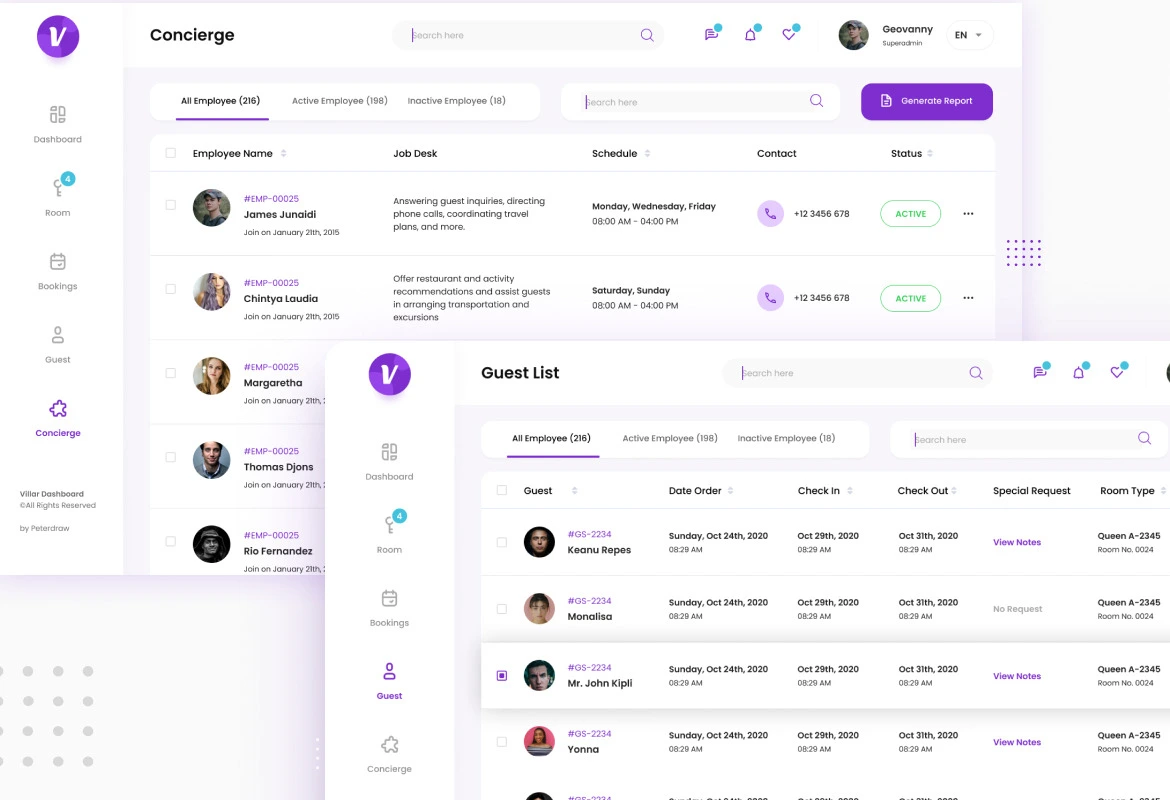 V
Concierge
Search here
Geovanny
Superadmin
EN
Dashboard
4
Room
Bookings
Guest
Concierge
Villar Dashboard
©All Rights Reserved
by Peterdraw
All Employee (216)
Active Employee (198)
Inactive Employee (18)
Search here
Generate Report
Employee Name
Job Desk
Schedule
Contact
Status
#EMP-00025
James Junaidi
Join on January 21th, 2015
Answering guest inquiries, directing
phone calls, coordinating travel
plans, and more.
Monday, Wednesday, Friday
08:00 AM - 04:00 PM
+12 3456 678
ACTIVE
#EMP-00025
Chintya Laudia
Join on January 21th, 2015
Offer restaurant and activity
recommendations and assist guests
in arranging transportation and
excursions
Saturday, Sunday
08:00 AM - 04:00 PM
+12 3456 678
ACTIVE
#EMP-00025
Margaretha
Join on January 21th,
#EMP-00025
Thomas Djons
Join on January 21th,
#EMP-00025
Rio Fernandez
Join on January 21th,
V
Guest List
Search here
Dashboard
4
Room
Bookings
Guest
Concierge
All Employee (216)
Active Employee (198)
Inactive Employee (18)
Search here
Guest
Date Order
Check In
Check Out
Special Request
Room Type
#GS-2234
Keanu Repes
Sunday, Oct 24th, 2020
08:29 AM
Oct 29th, 2020
08:29 AM
Oct 31th, 2020
08:29 AM
View Notes
Queen A-2345
Room No. 0024
#GS-2234
Monalisa
Sunday, Oct 24th, 2020
08:29 AM
Oct 29th, 2020
08:29 AM
Oct 31th, 2020
08:29 AM
No Request
Queen A-2345
Room No. 0024
#GS-2234
Mr. John Kipli
Sunday, Oct 24th, 2020
08:29 AM
Oct 29th, 2020
08:29 AM
Oct 31th, 2020
08:29 AM
View Notes
Queen A-2345
Room No. 0024
#GS-2234
Yonna
Sunday, Oct 24th, 2020
08:29 AM
Oct 29th, 2020
08:29 AM
Oct 31th, 2020
08:29 AM
View Notes
Queen A-2345
Room No. 0024